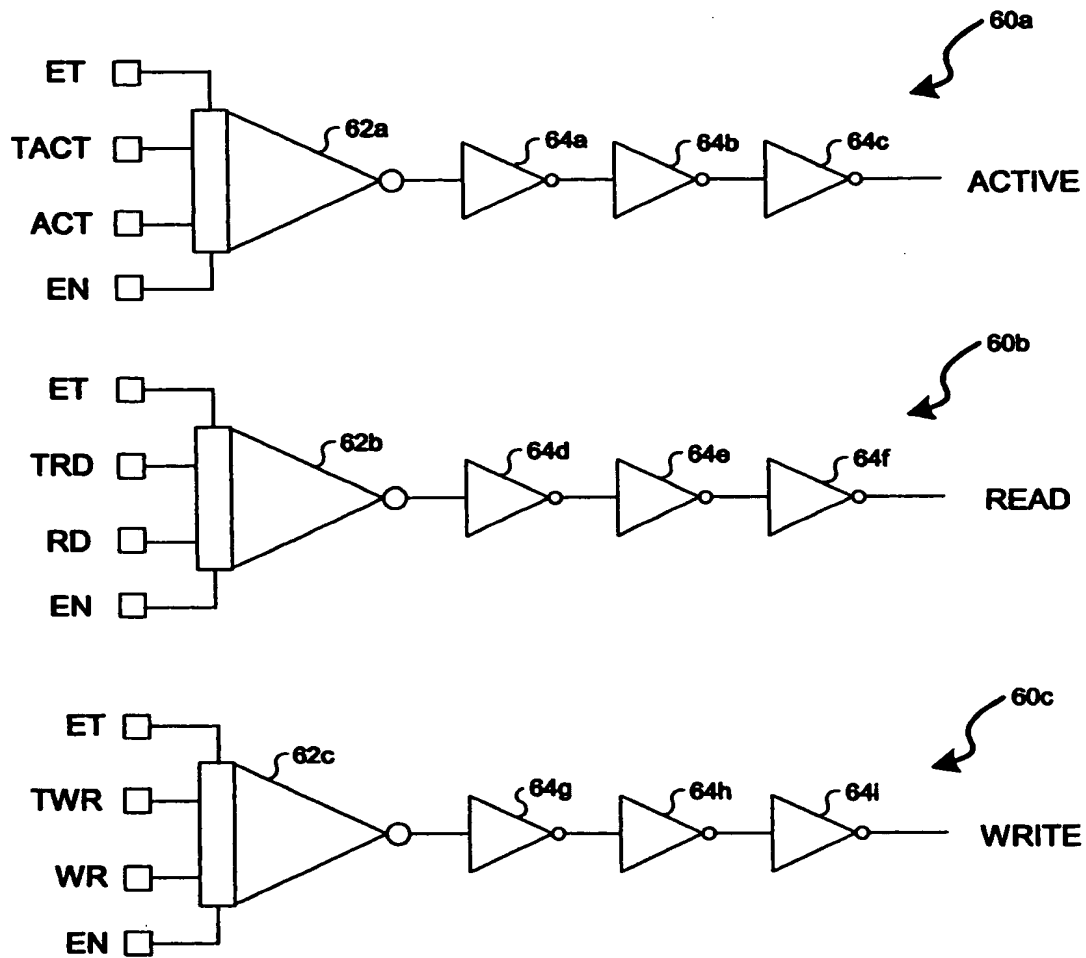 60a
ET
62a
TACT
64a
64b
64c
ACTIVE
ACT
EN
60b
ET
62b
TRD
64d
64e
64f
READ
RD
EN
60c
ET
62c
TWR
64g
64h
64i
WRITE
WR
EN